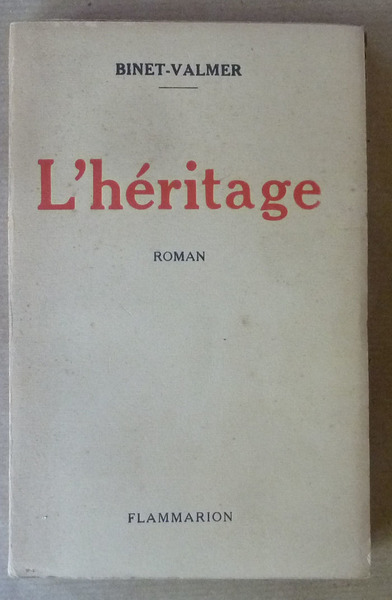 BINET-VALMER
L'héritage
ROMAN
FLAMMARION